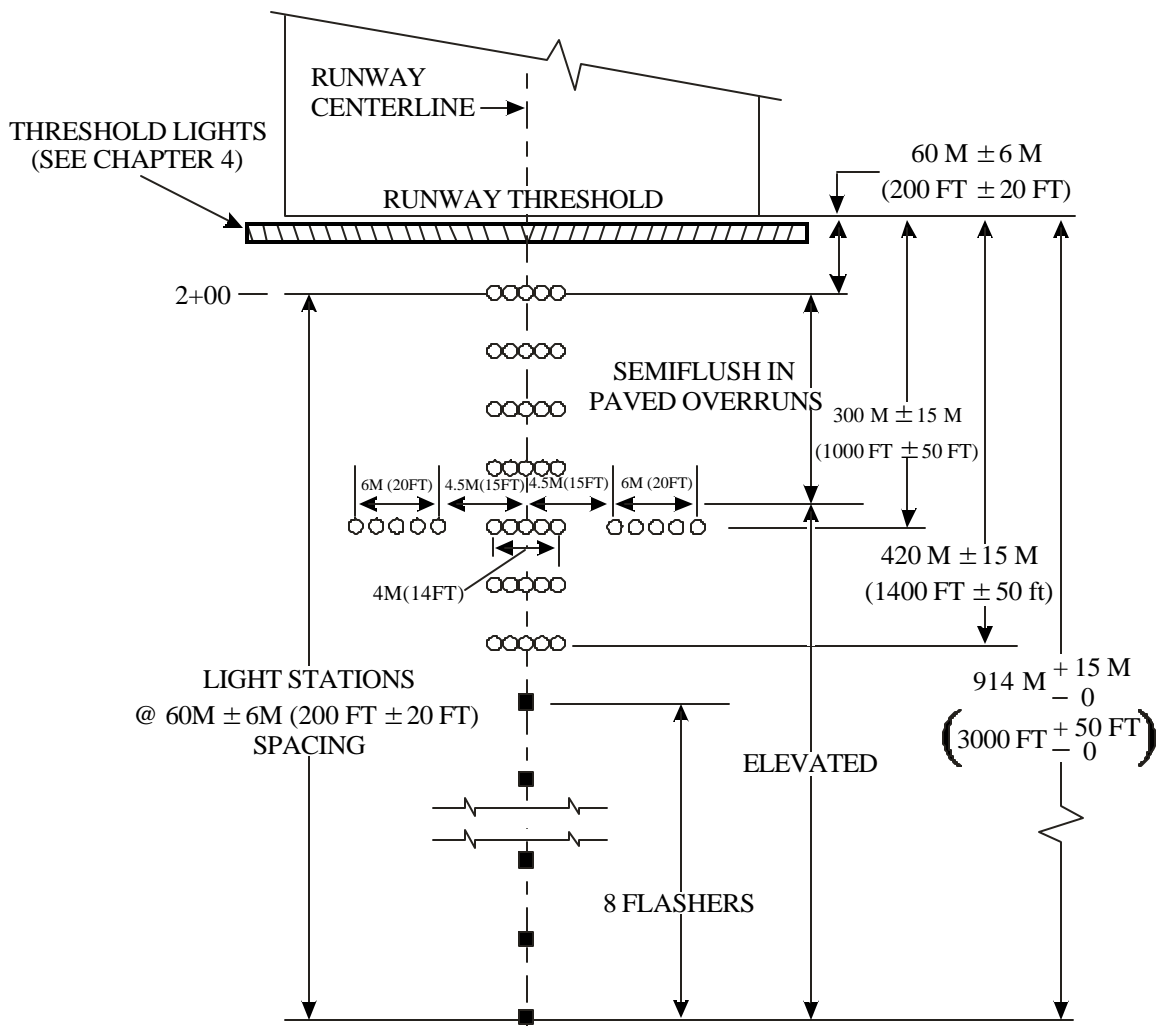 RUNWAY
CENTERLINE
THRESHOLD LIGHTS
(SEE CHAPTER 4)
60 M ± 6 M
(200 FT ± 20 FT)
RUNWAY THRESHOLD
2+00
SEMIFLUSH IN
PAVED OVERRUNS
300 M ± 15 M
(1000 FT ± 50 FT)
6M (20FT)
4.5M(15FT)
4.5M(15FT)
6M (20FT)
4M(14FT)
420 M ± 15 M
(1400 FT ± 50 ft)
LIGHT STATIONS
@ 60M ± 6M (200 FT ± 20 FT)
SPACING
914 M + 15 M
– 0
(3000 FT + 50 FT)
– 0
ELEVATED
8 FLASHERS